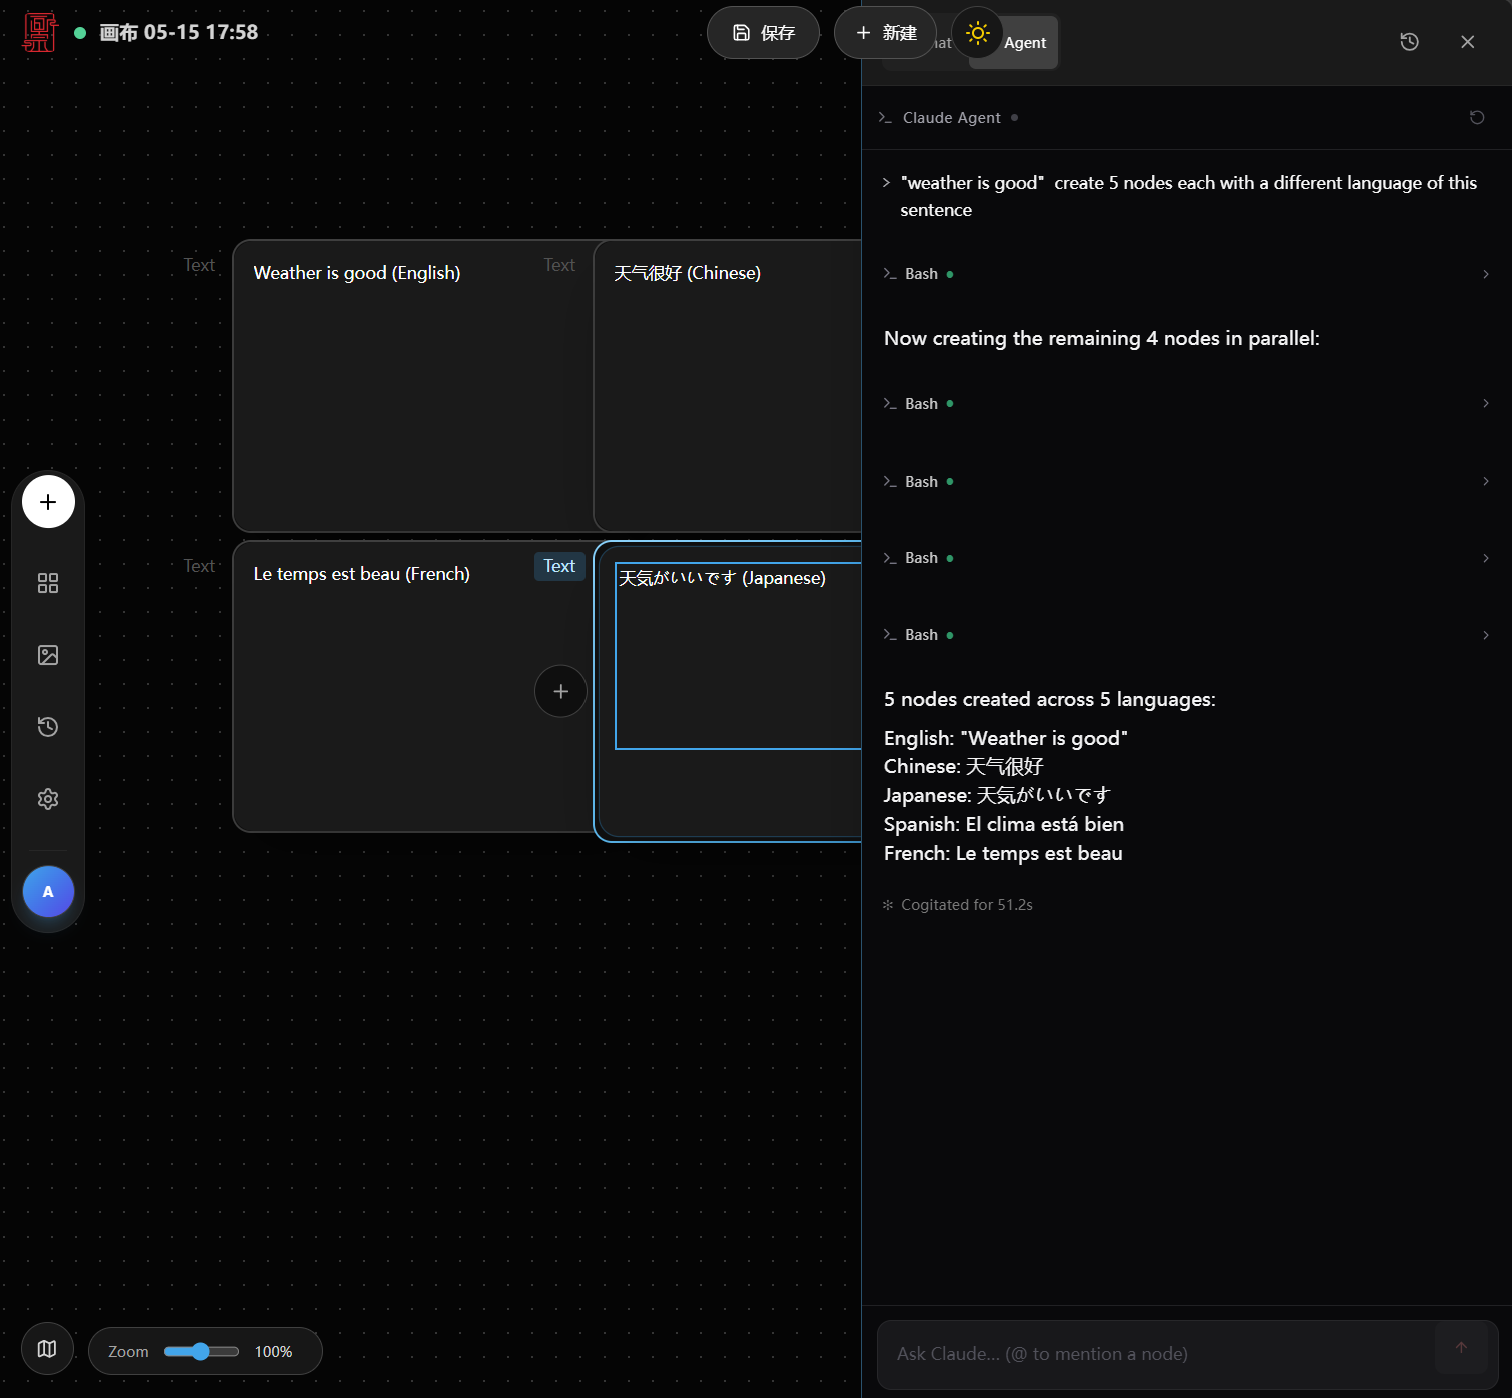 画布 05-15 17:58
保存
新建
Agent
Claude Agent
"weather is good"  create 5 nodes each with a different language of this
sentence
Bash
Now creating the remaining 4 nodes in parallel:
Bash
Bash
Bash
Bash
5 nodes created across 5 languages:
English: "Weather is good"
Chinese: 天气很好
Japanese: 天気がいいです
Spanish: El clima está bien
French: Le temps est beau
Cogitated for 51.2s
Ask Claude... (@ to mention a node)
Text
Weather is good (English)
Text
天气很好 (Chinese)
Text
Le temps est beau (French)
Text
天気がいいです (Japanese)
A
Zoom
100%